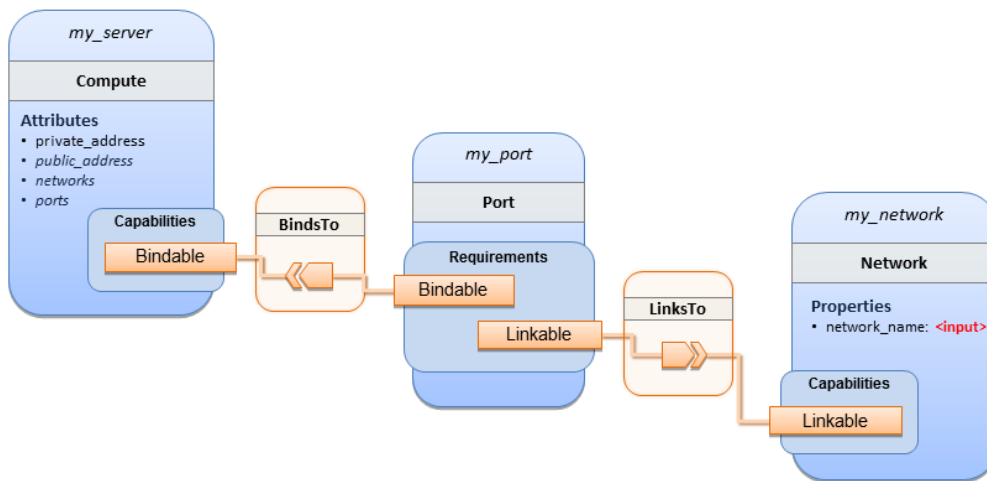 my_server
Compute
Attributes
• private_address
• public_address
• networks
• ports
Capabilities
Bindable
BindsTo
my_port
Port
Requirements
Bindable
Linkable
LinksTo
my_network
Network
Properties
• network_name: <input>
Capabilities
Linkable